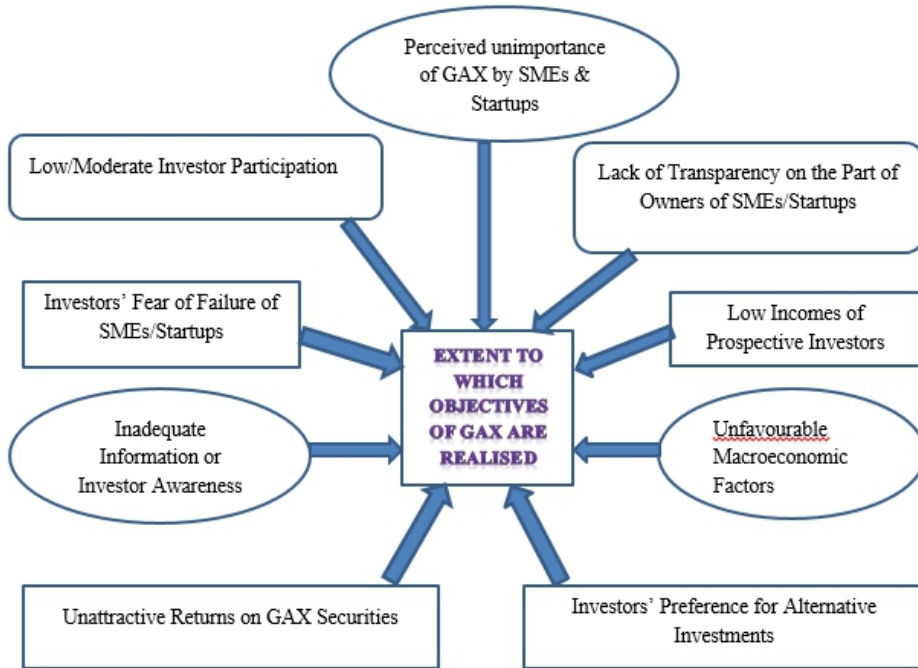 Perceived unimportance
of GAX by SMEs &
Startups
Low/Moderate Investor Participation
Lack of Transparency on the Part of
Owners of SMEs/Startups
Investors’ Fear of Failure of
SMEs/Startups
Low Incomes of
Prospective Investors
EXTENT TO
WHICH
OBJECTIVES
OF GAX ARE
REALISED
Inadequate
Information or
Investor Awareness
Unfavourable
Macroeconomic
Factors
Unattractive Returns on GAX Securities
Investors’ Preference for Alternative
Investments